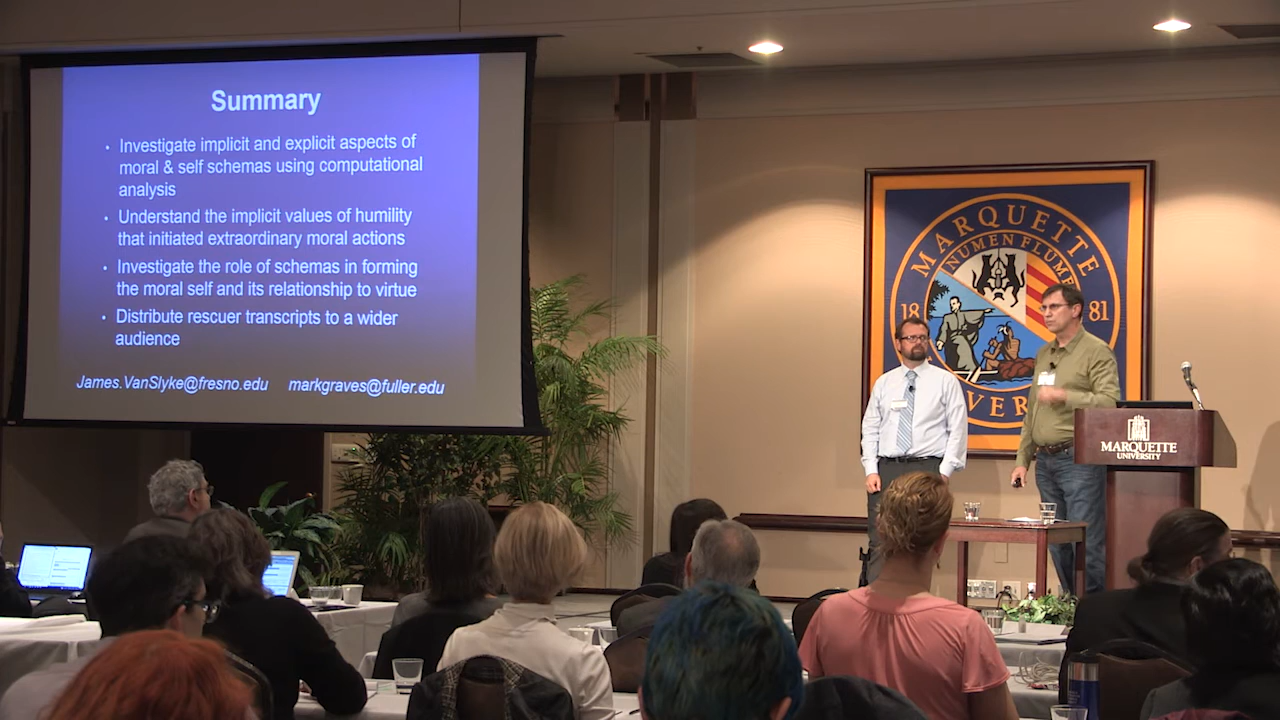 Summary
• Investigate implicit and explicit aspects of
moral & self schemas using computational
analysis
• Understand the implicit values of humility
that initiated extraordinary moral actions
• Investigate the role of schemas in forming
the moral self and its relationship to virtue
• Distribute rescuer transcripts to a wider
audience
James.VanSlyke@fresno.edu markgraves@fuller.edu
MARQUETTE
NUMEN FLUME
18 81
VER
MARQUETTE
UNIVERSITY